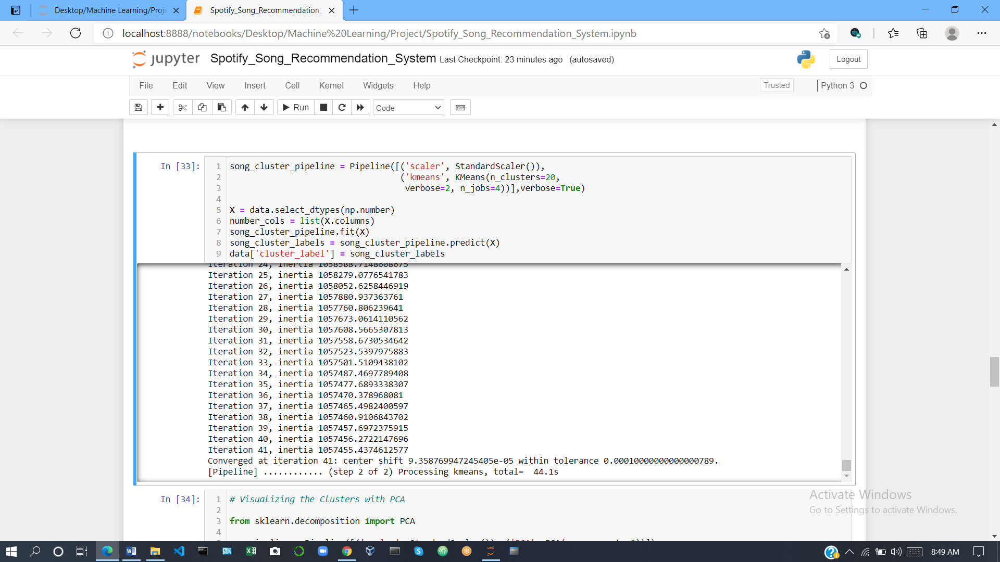 Desktop/Machine Learning/Proje
Spotify_Song_Recommendation_
localhost:8888/notebooks/Desktop/Machine%20Learning/Project/Spotify_Song_Recommendation_System.ipynb
jupyter Spotify_Song_Recommendation_System Last Checkpoint: 23 minutes ago (autosaved)
Logout
File Edit View Insert Cell Kernel Widgets Help
Trusted
Python 3
Run
Code
In [33]:
1 song_cluster_pipeline = Pipeline([('scaler', StandardScaler()),
2 ('kmeans', KMeans(n_clusters=20,
3 verbose=2, n_jobs=4))],verbose=True)
4
5 X = data.select_dtypes(np.number)
6 number_cols = list(X.columns)
7 song_cluster_pipeline.fit(X)
8 song_cluster_labels = song_cluster_pipeline.predict(X)
9 data['cluster_label'] = song_cluster_labels
Iteration 24, inertia 1058588.7148608675
Iteration 25, inertia 1058279.0776541783
Iteration 26, inertia 1058052.6258446919
Iteration 27, inertia 1057880.937363761
Iteration 28, inertia 1057760.806239641
Iteration 29, inertia 1057673.0614110562
Iteration 30, inertia 1057608.5665307813
Iteration 31, inertia 1057558.6730534642
Iteration 32, inertia 1057523.5397975883
Iteration 33, inertia 1057501.5109438102
Iteration 34, inertia 1057487.4697789408
Iteration 35, inertia 1057477.6893338307
Iteration 36, inertia 1057470.378968081
Iteration 37, inertia 1057465.4982400597
Iteration 38, inertia 1057460.9106843702
Iteration 39, inertia 1057457.6972375915
Iteration 40, inertia 1057456.2722147696
Iteration 41, inertia 1057455.4374612577
Converged at iteration 41: center shift 9.358769947245405e-05 within tolerance 0.00010000000000000789.
[Pipeline] ............ (step 2 of 2) Processing kmeans, total= 44.1s
In [34]:
1 # Visualizing the Clusters with PCA
2
3 from sklearn.decomposition import PCA
4
Activate Windows
Go to Settings to activate Windows.
8:49 AM